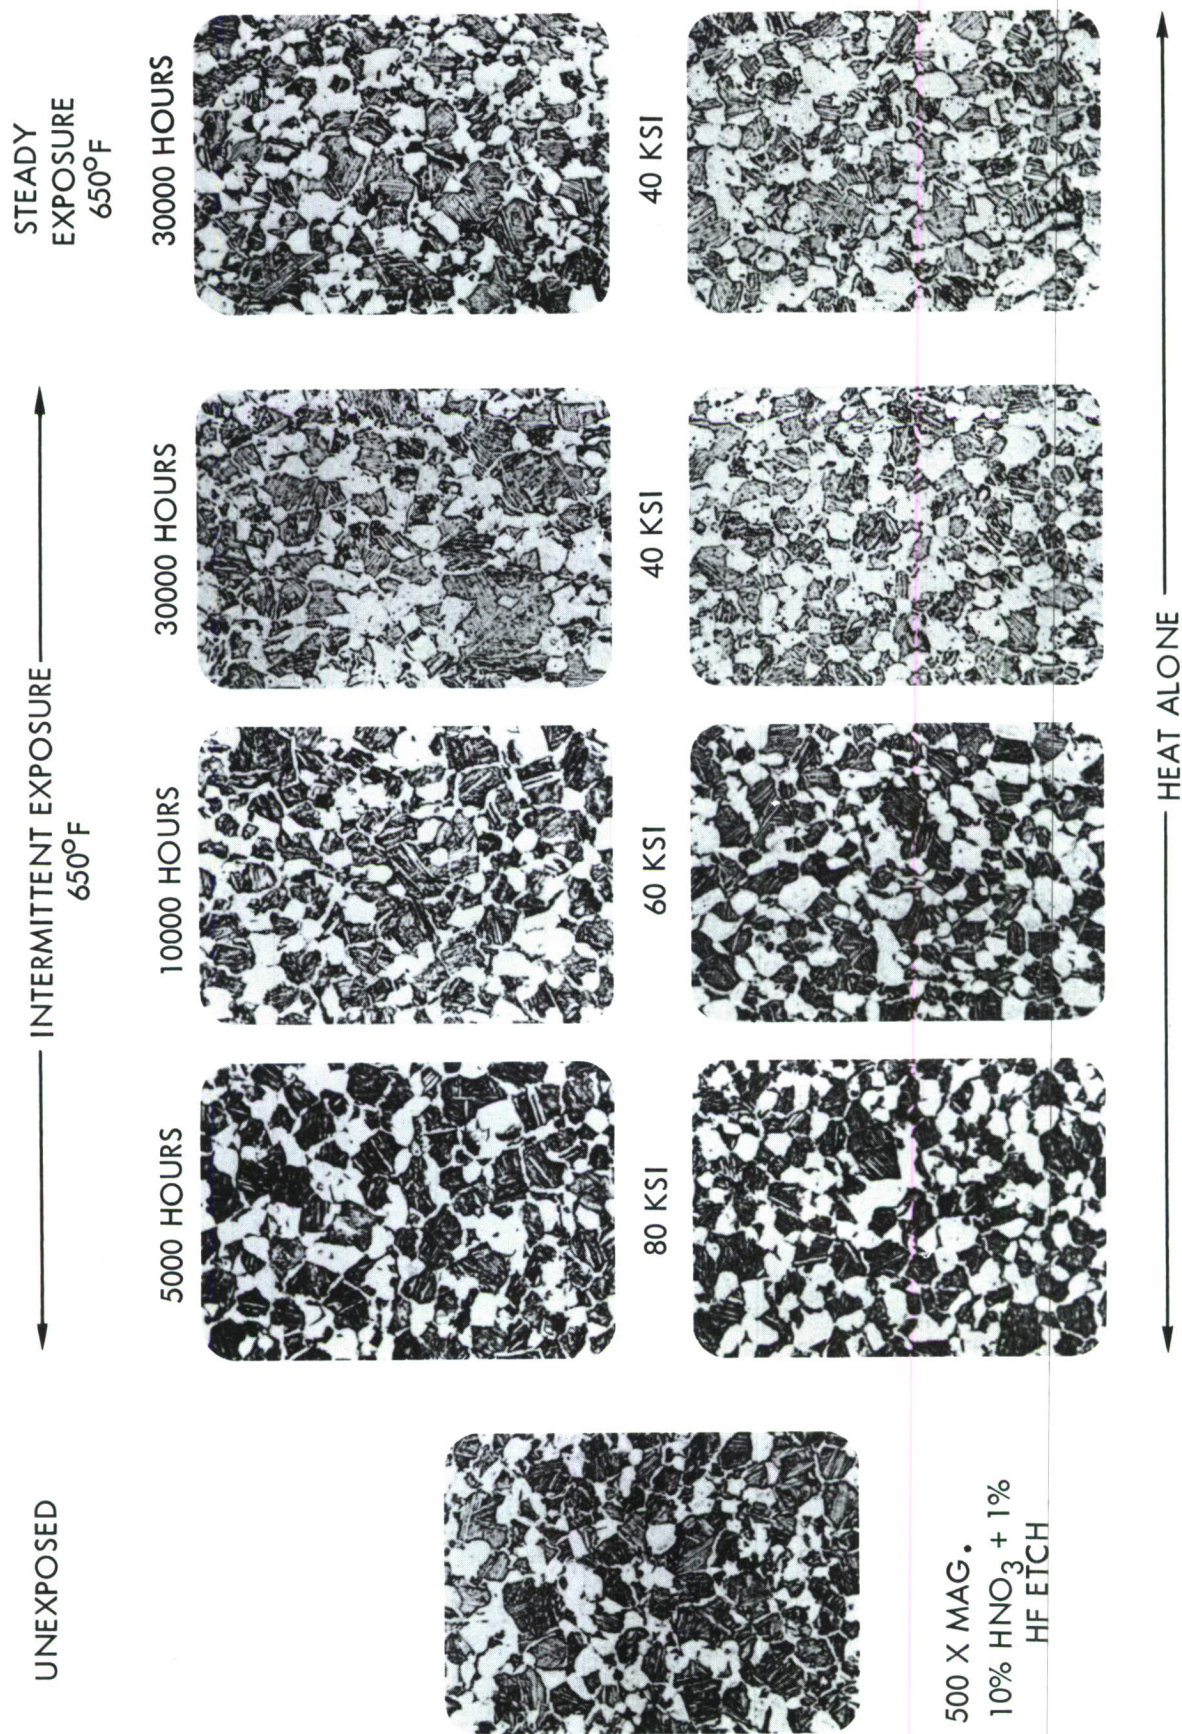 UNEXPOSED
INTERMITTENT EXPOSURE
650°F
STEADY
EXPOSURE
650°F
5000 HOURS
10000 HOURS
30000 HOURS
30000 HOURS
80 KSI
60 KSI
40 KSI
40 KSI
500 X MAG.
10% HNO3 + 1%
HF ETCH
HEAT ALONE